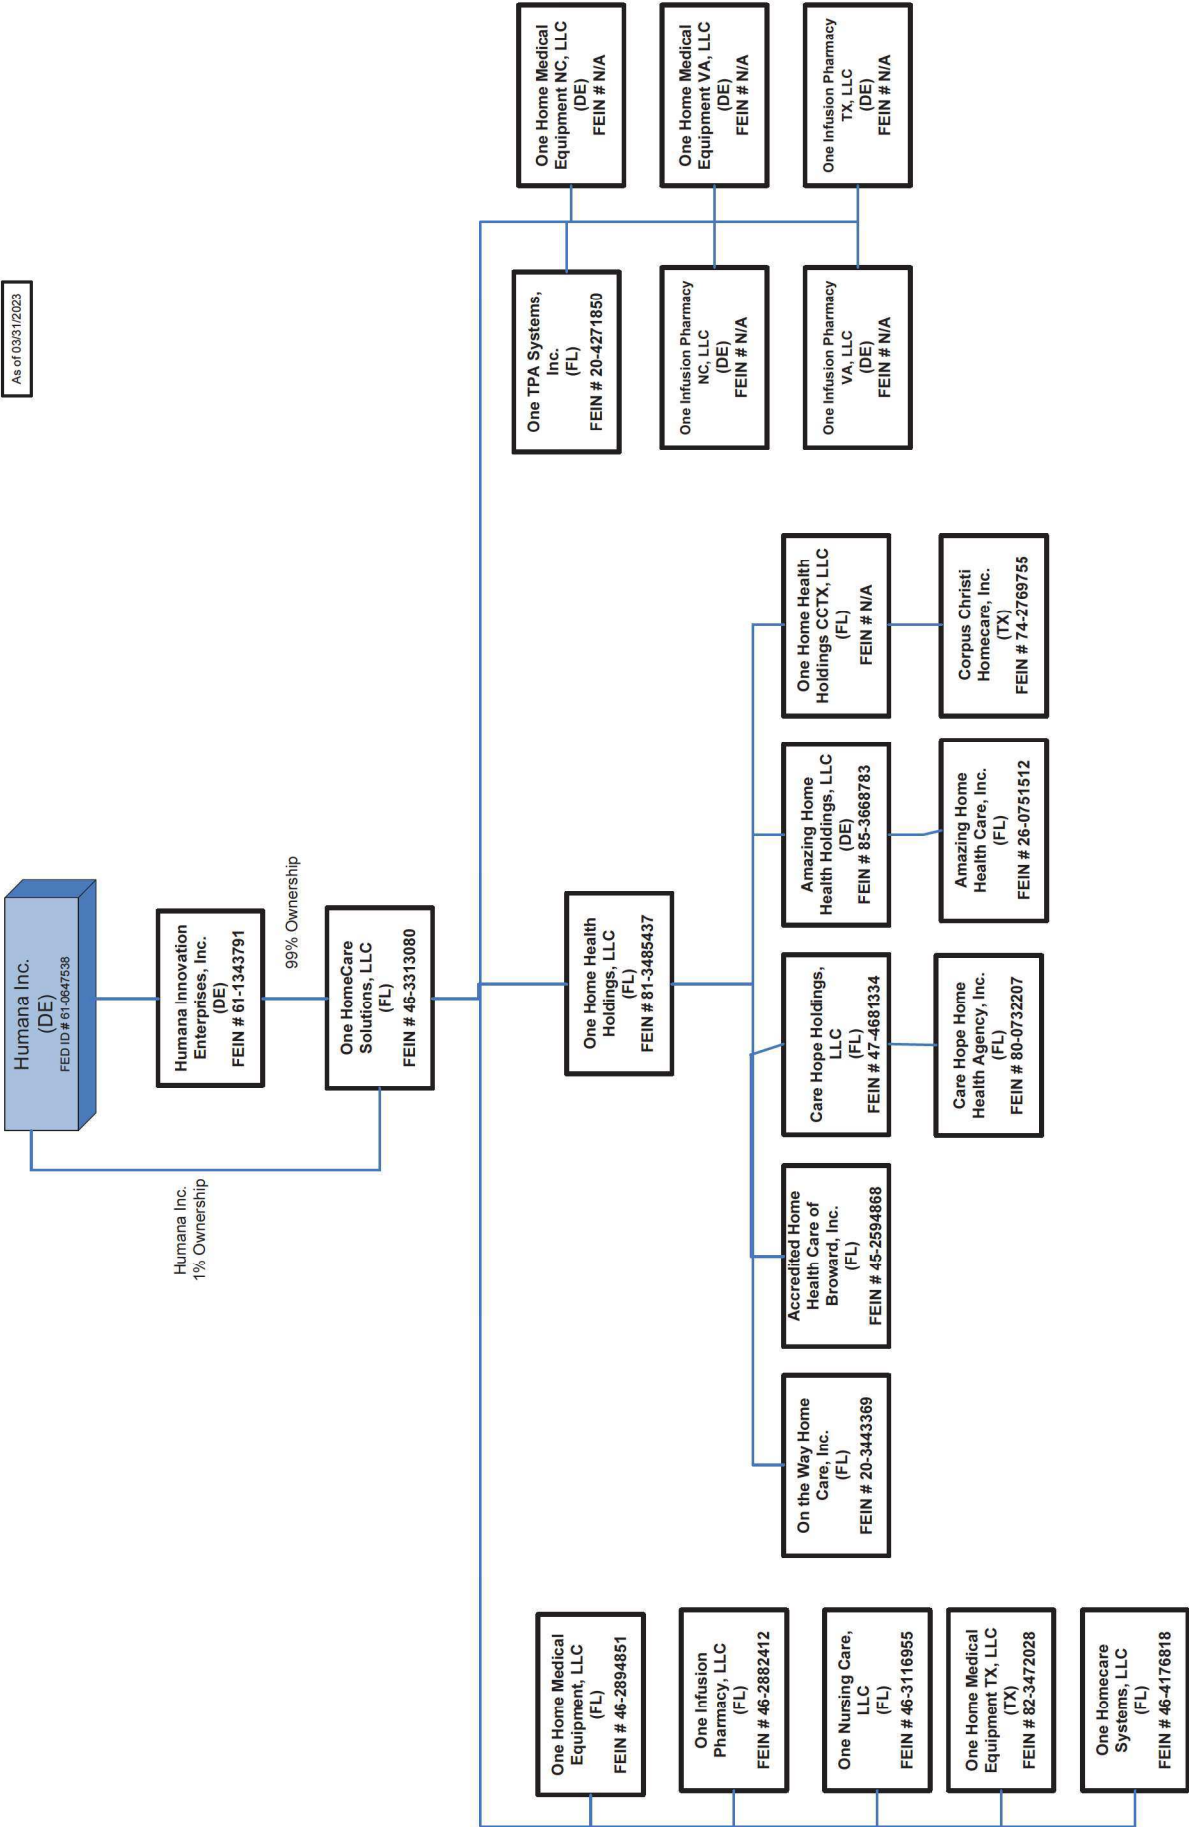 As of 03/31/2023
Humana Inc.
(DE)
FED ID # 61-0647538
Humana Inc.
1% Ownership
Humana Innovation
Enterprises, Inc.
(DE)
FEIN # 61-1343791
99% Ownership
One HomeCare
Solutions, LLC
(FL)
FEIN # 46-3313080
One Home Medical
Equipment, LLC
(FL)
FEIN # 46-2894851
One Infusion
Pharmacy, LLC
(FL)
FEIN # 46-2882412
One Nursing Care,
LLC
(FL)
FEIN # 46-3116955
One Home Medical
Equipment TX, LLC
(TX)
FEIN # 82-3472028
One Homecare
Systems, LLC
(FL)
FEIN # 46-4176818
One Home Health
Holdings, LLC
(FL)
FEIN # 81-3485437
On the Way Home
Care, Inc.
(FL)
FEIN # 20-3443369
Accredited Home
Health Care of
Broward, Inc.
(FL)
FEIN # 45-2594868
Care Hope Holdings,
LLC
(FL)
FEIN # 47-4681334
Care Hope Home
Health Agency, Inc.
(FL)
FEIN # 80-0732207
Amazing Home
Health Holdings, LLC
(DE)
FEIN # 85-3668783
Amazing Home
Health Care, Inc.
(FL)
FEIN # 26-0751512
One Home Health
Holdings CCTX, LLC
(FL)
FEIN # N/A
Corpus Christi
Homecare, Inc.
(TX)
FEIN # 74-2769755
One TPA Systems,
Inc.
(FL)
FEIN # 20-4271850
One Home Medical
Equipment NC, LLC
(DE)
FEIN # N/A
One Infusion Pharmacy
NC, LLC
(DE)
FEIN # N/A
One Home Medical
Equipment VA, LLC
(DE)
FEIN # N/A
One Infusion Pharmacy
VA, LLC
(DE)
FEIN # N/A
One Infusion Pharmacy
TX, LLC
(DE)
FEIN # N/A